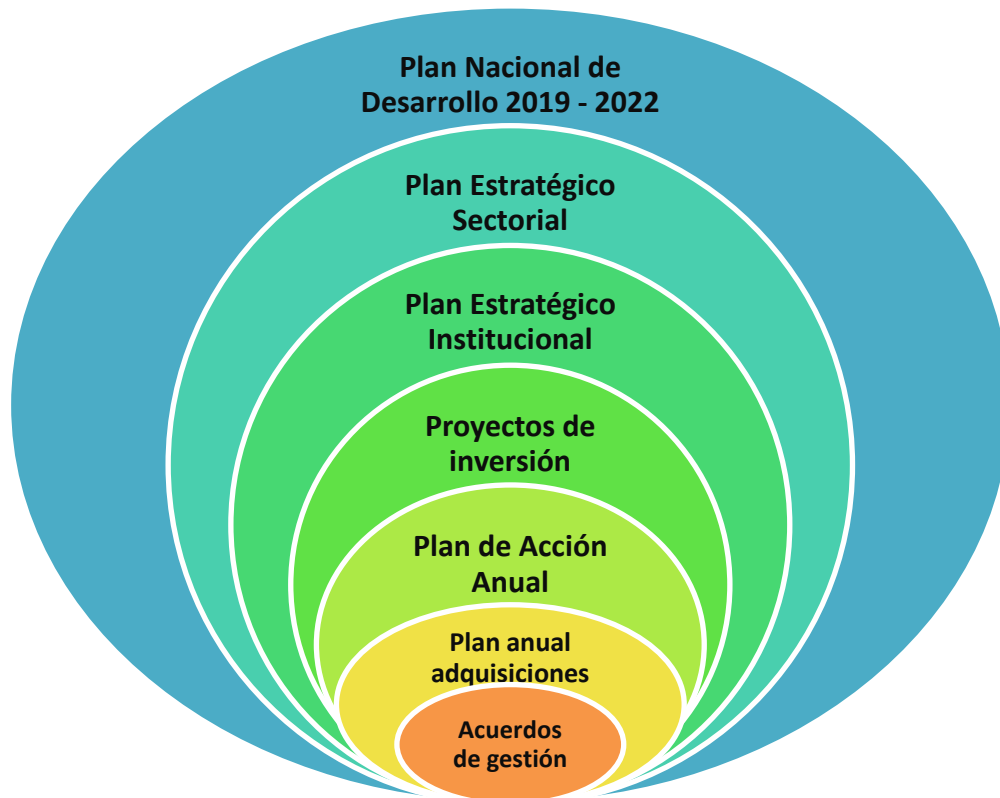 Plan Nacional de
Desarrollo 2019 - 2022
Plan Estratégico
Sectorial
Plan Estratégico
Institucional
Proyectos de
inversión
Plan de Acción
Anual
Plan anual
adquisiciones
Acuerdos
de gestión